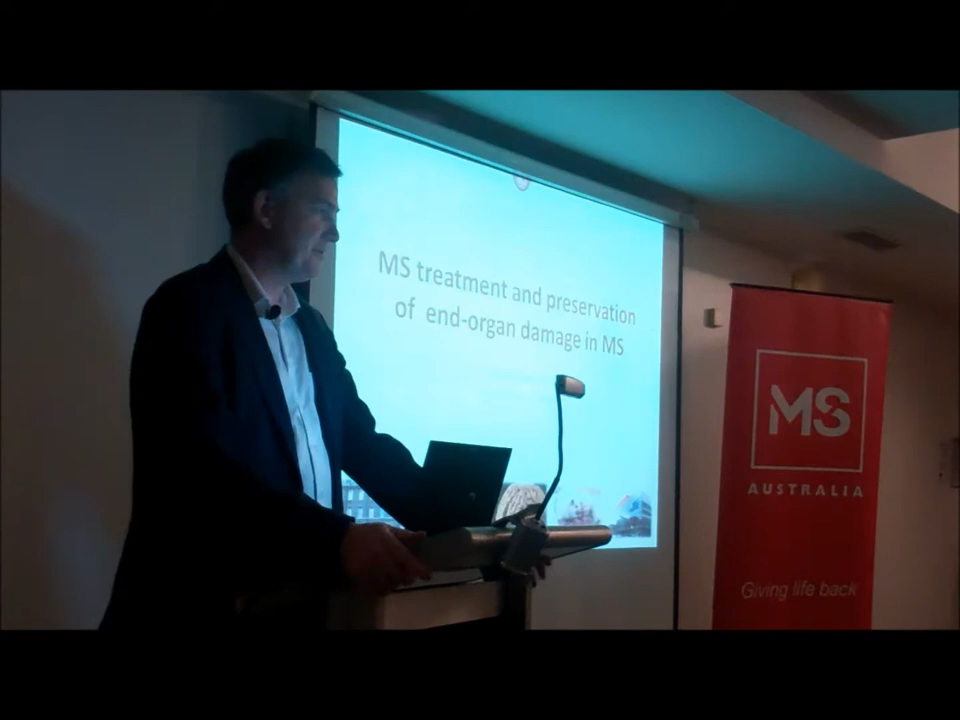 MS treatment and preservation
of end-organ damage in MS
MS
AUSTRALIA
Giving life back